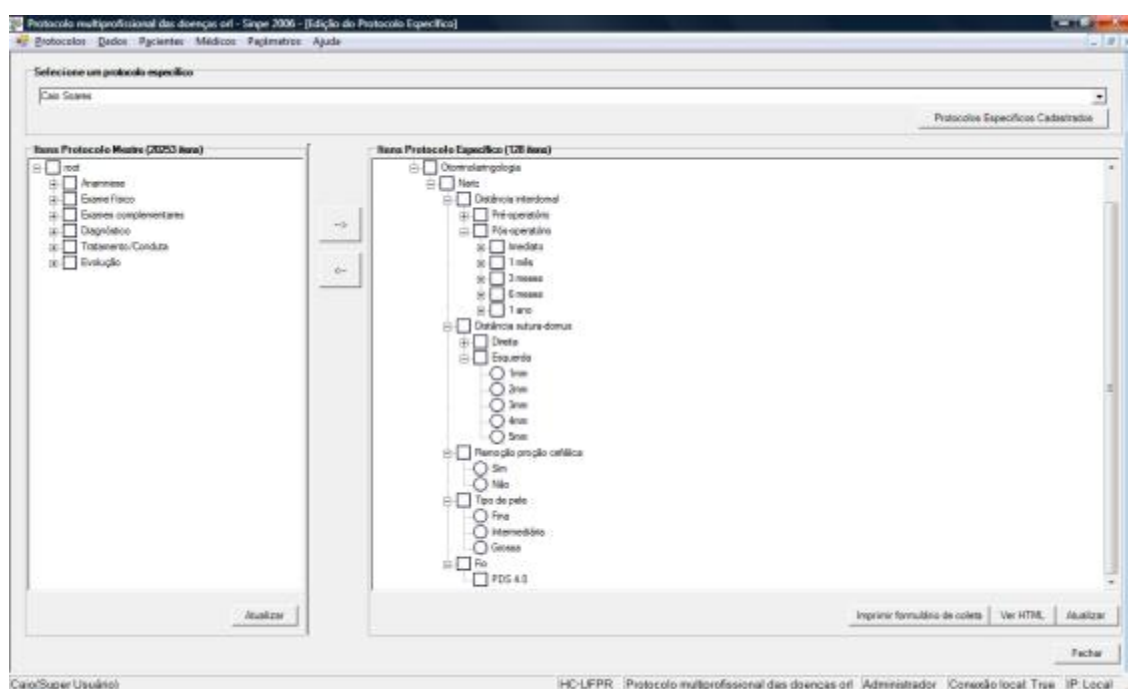 Protocolo multiprofissional das doenças orl - Sinpe 2006 - [Edição do Protocolo Específico]
Protocolos Dados Pacientes Médicos Parâmetros Ajuda
Selecione um protocolo específico
Caio Soares
Protocolos Específicos Cadastrados
Itens Protocolo Mestre (20253 itens)
root
Anamnese
Exame físico
Exames complementares
Diagnóstico
Tratamento/Conduta
Evolução
-->
<--
Atualizar
Itens Protocolo Específico (128 itens)
Otorrinolaringologia
Nariz
Distância interdomal
Pré-operatório
Pós-operatório
Imediato
1 mês
3 meses
6 meses
1 ano
Distância sutura-domus
Direita
Esquerda
1mm
2mm
3mm
4mm
5mm
Remoção proção cefálica
Sim
Não
Tipo de pele
Fina
Intermediária
Grossa
Fio
PDS 4.0
Imprimir formulário de coleta Ver HTML Atualizar
Fechar
Caio(Super Usuário) HC-UFPR Protocolo multiprofissional das doenças orl Administrador Conexão local: True IP: Local